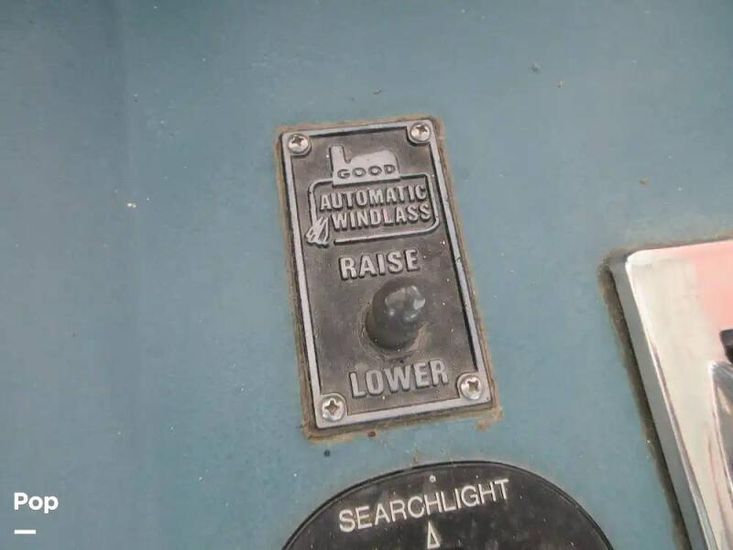 GOOD
AUTOMATIC
WINDLASS
RAISE
LOWER
SEARCHLIGHT
Pop